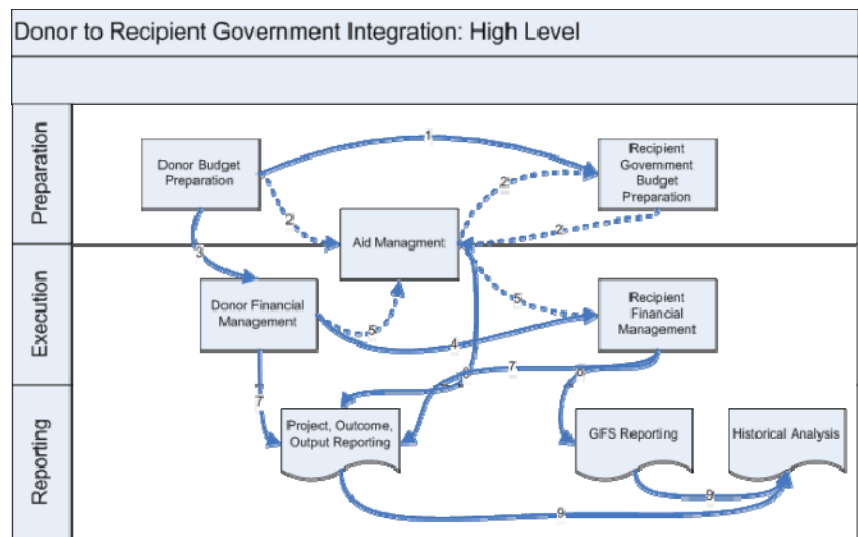 Donor to Recipient Government Integration: High Level
Preparation
Donor Budget
Preparation
1
Recipient
Government
Budget
Preparation
2
2
2
Aid Managment
3
Execution
Donor Financial
Management
5
5
4
Recipient
Financial
Management
7
7
6
8
Reporting
Project, Outcome,
Output Reporting
GFS Reporting
Historical Analysis
9
9